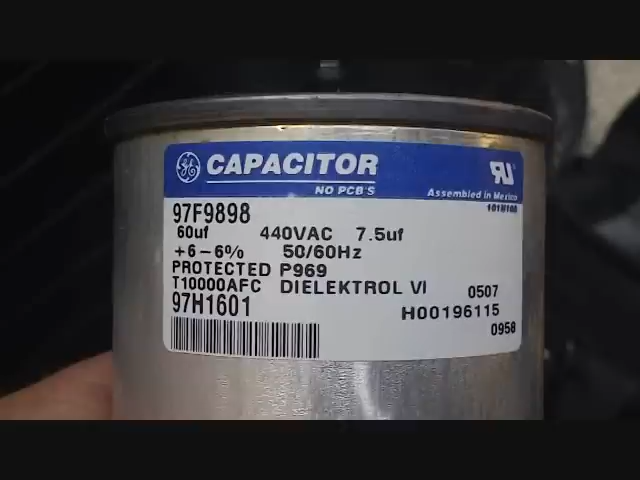 GE CAPACITOR
NO PCB'S
Assembled in Mexico
97F9898
60uf 440VAC 7.5uf
+6-6% 50/60Hz
PROTECTED P969
T10000AFC DIELEKTROL VI 0507
97H1601 H00196115
0958